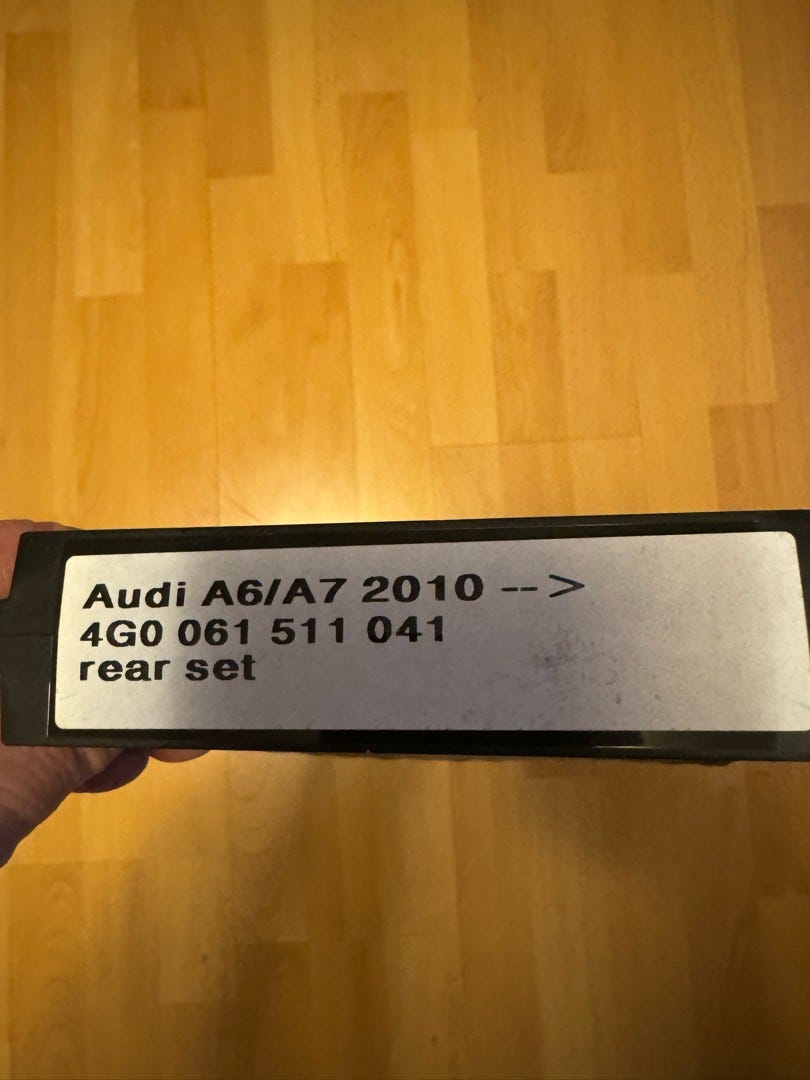 Audi A6/A7 2010 -->
4G0 061 511 041
rear set